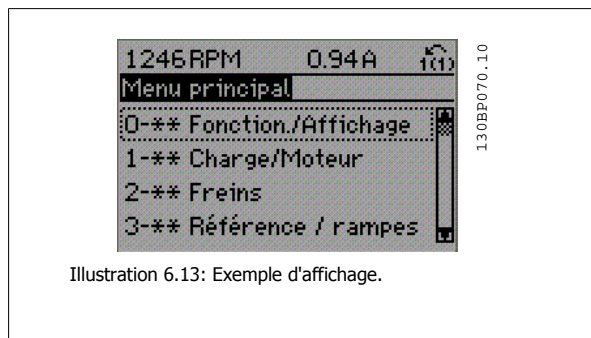 1246RPM 0.94A 1(1)
Menu principal
0-** Fonction./Affichage
1-** Charge/Moteur
2-** Freins
3-** Référence / rampes
130BP070.10
Illustration 6.13: Exemple d'affichage.